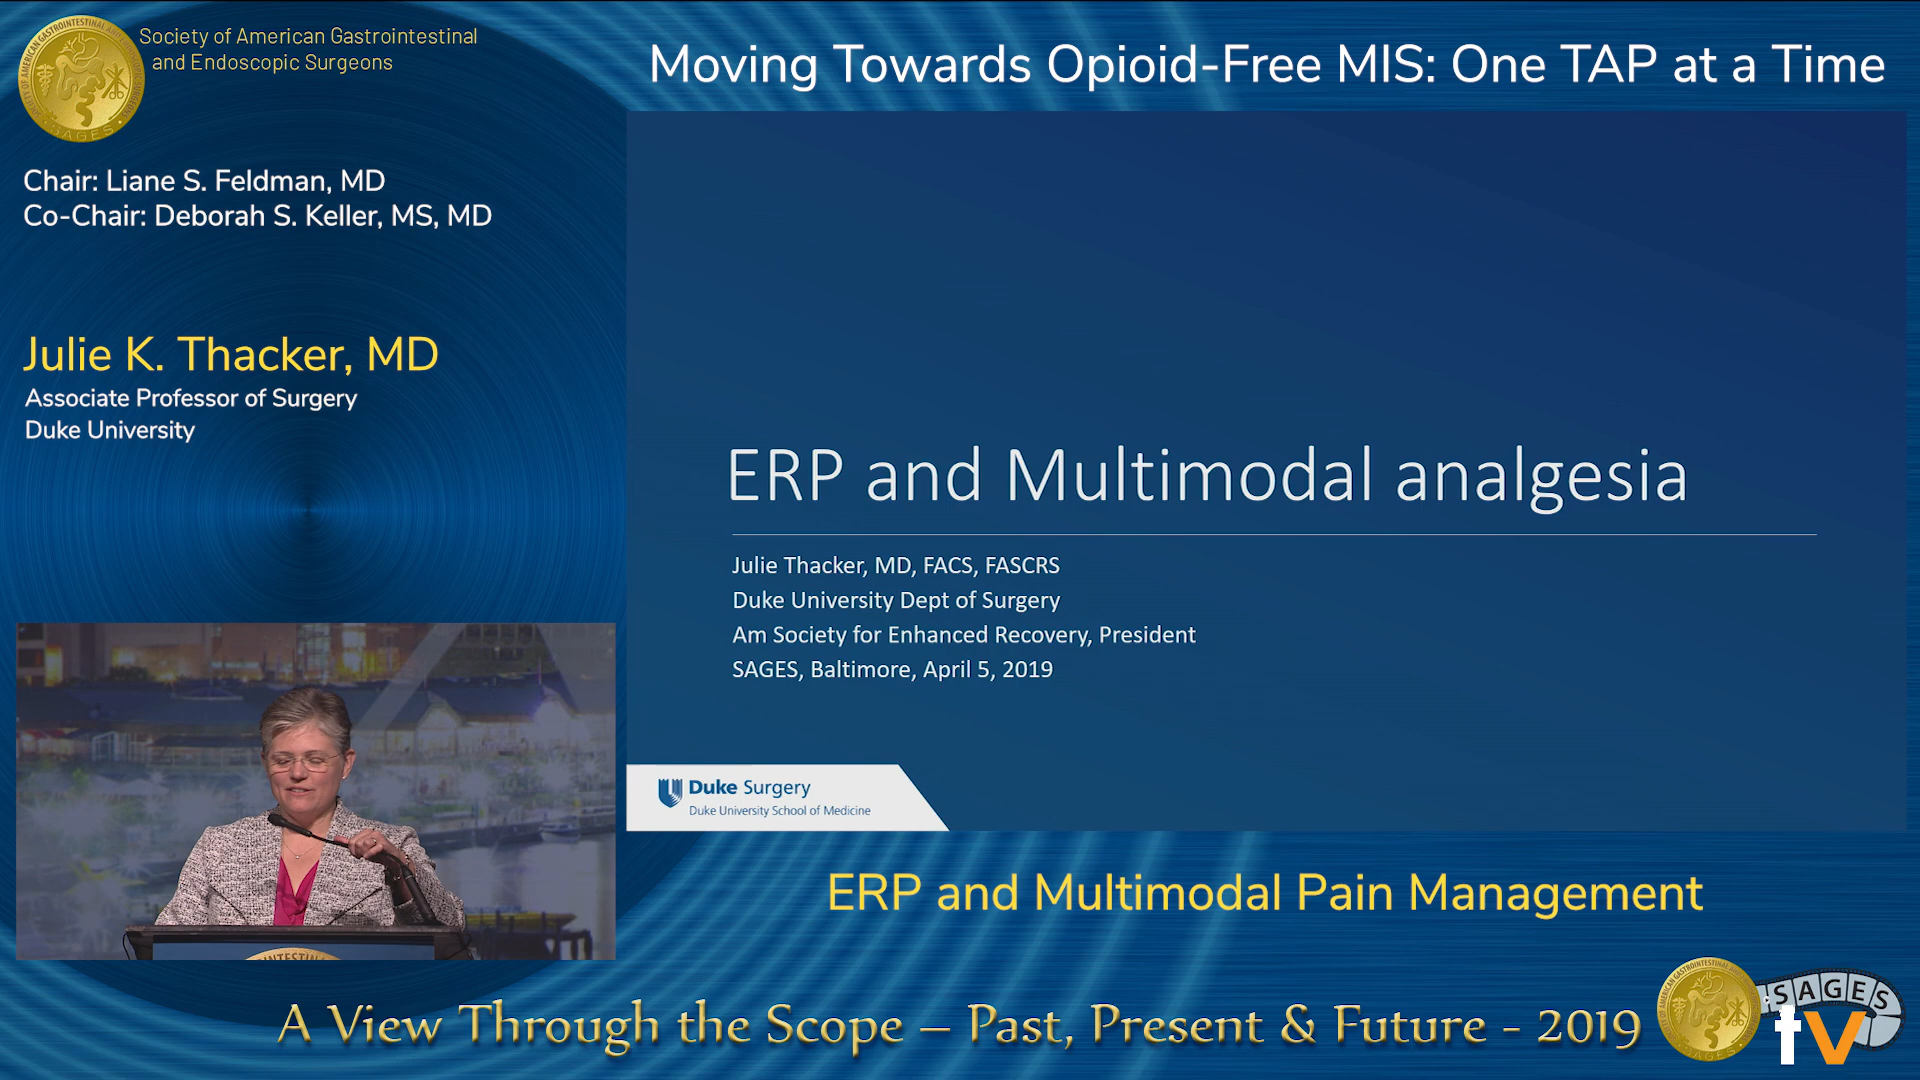 Society of American Gastrointestinal
and Endoscopic Surgeons
SAGES
Moving Towards Opioid-Free MIS: One TAP at a Time
Chair: Liane S. Feldman, MD
Co-Chair: Deborah S. Keller, MS, MD
Julie K. Thacker, MD
Associate Professor of Surgery
Duke University
ERP and Multimodal analgesia
Julie Thacker, MD, FACS, FASCRS
Duke University Dept of Surgery
Am Society for Enhanced Recovery, President
SAGES, Baltimore, April 5, 2019
Duke Surgery
Duke University School of Medicine
ERP and Multimodal Pain Management
A View Through the Scope – Past, Present & Future - 2019
SAGES
tv